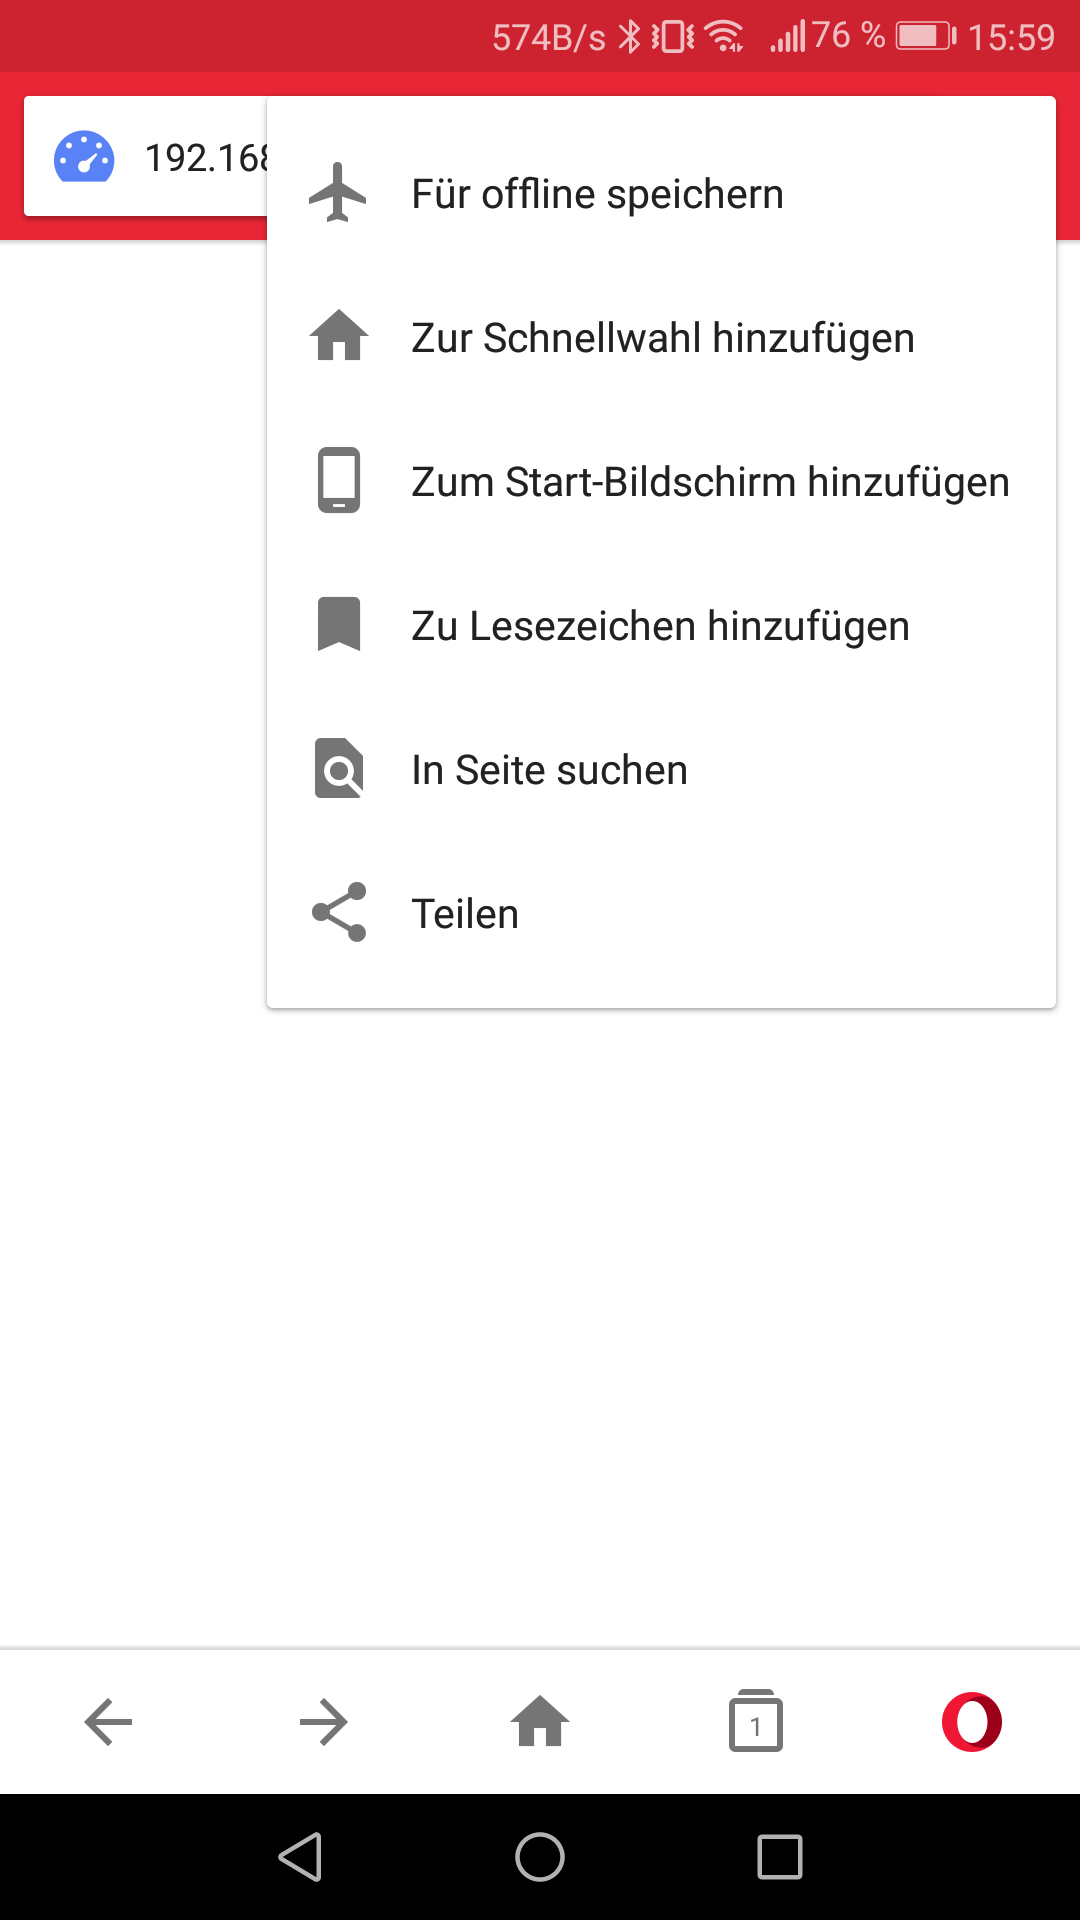 574B/s 76 % 15:59
192.168
Für offline speichern
Zur Schnellwahl hinzufügen
Zum Start-Bildschirm hinzufügen
Zu Lesezeichen hinzufügen
In Seite suchen
Teilen
1